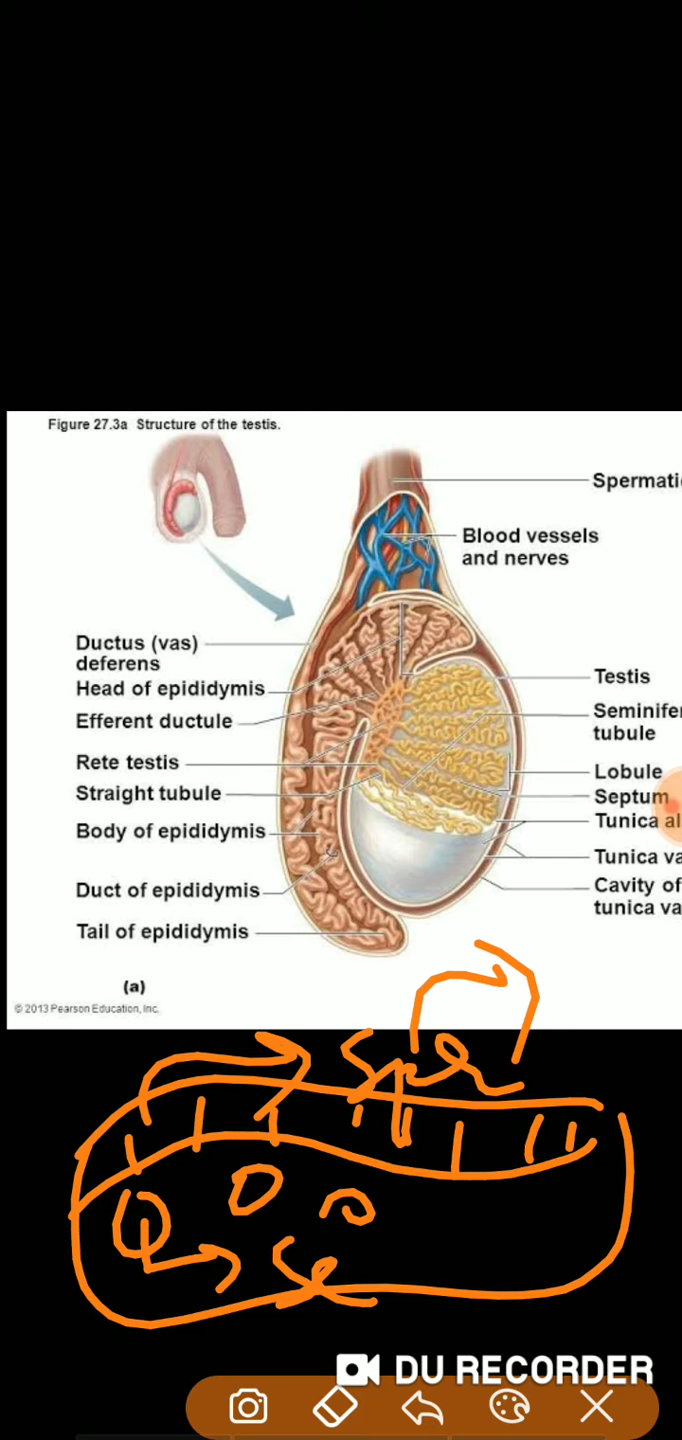 Figure 27.3a Structure of the testis.
Spermati
Blood vessels
and nerves
Ductus (vas)
deferens
Head of epididymis
Efferent ductule
Rete testis
Straight tubule
Body of epididymis
Duct of epididymis
Tail of epididymis
Testis
Seminifer
tubule
Lobule
Septum
Tunica al
Tunica va
Cavity of
tunica va
(a)
© 2013 Pearson Education, Inc.
DU RECORDER